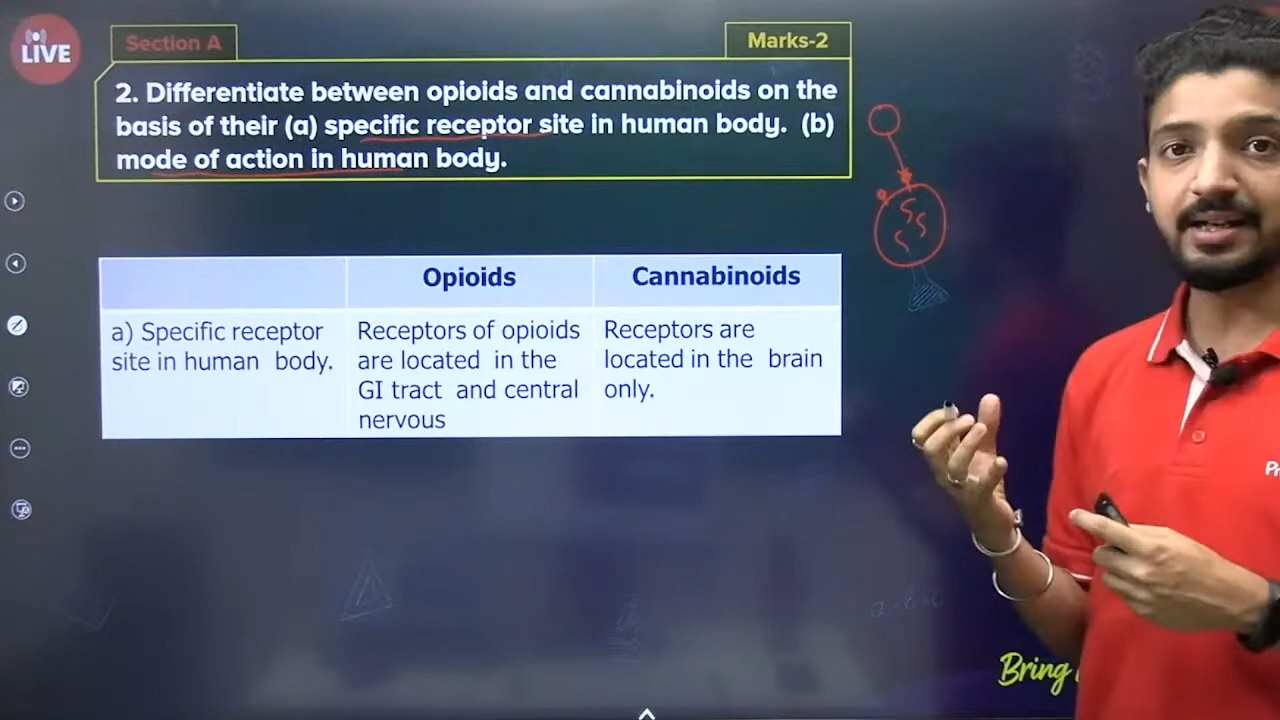 LIVE
Section A
Marks-2
2. Differentiate between opioids and cannabinoids on the
basis of their (a) specific receptor site in human body. (b)
mode of action in human body.
Opioids
Cannabinoids
a) Specific receptor
site in human body.
Receptors of opioids
are located in the
GI tract and central
nervous
Receptors are
located in the brain
only.
Bring